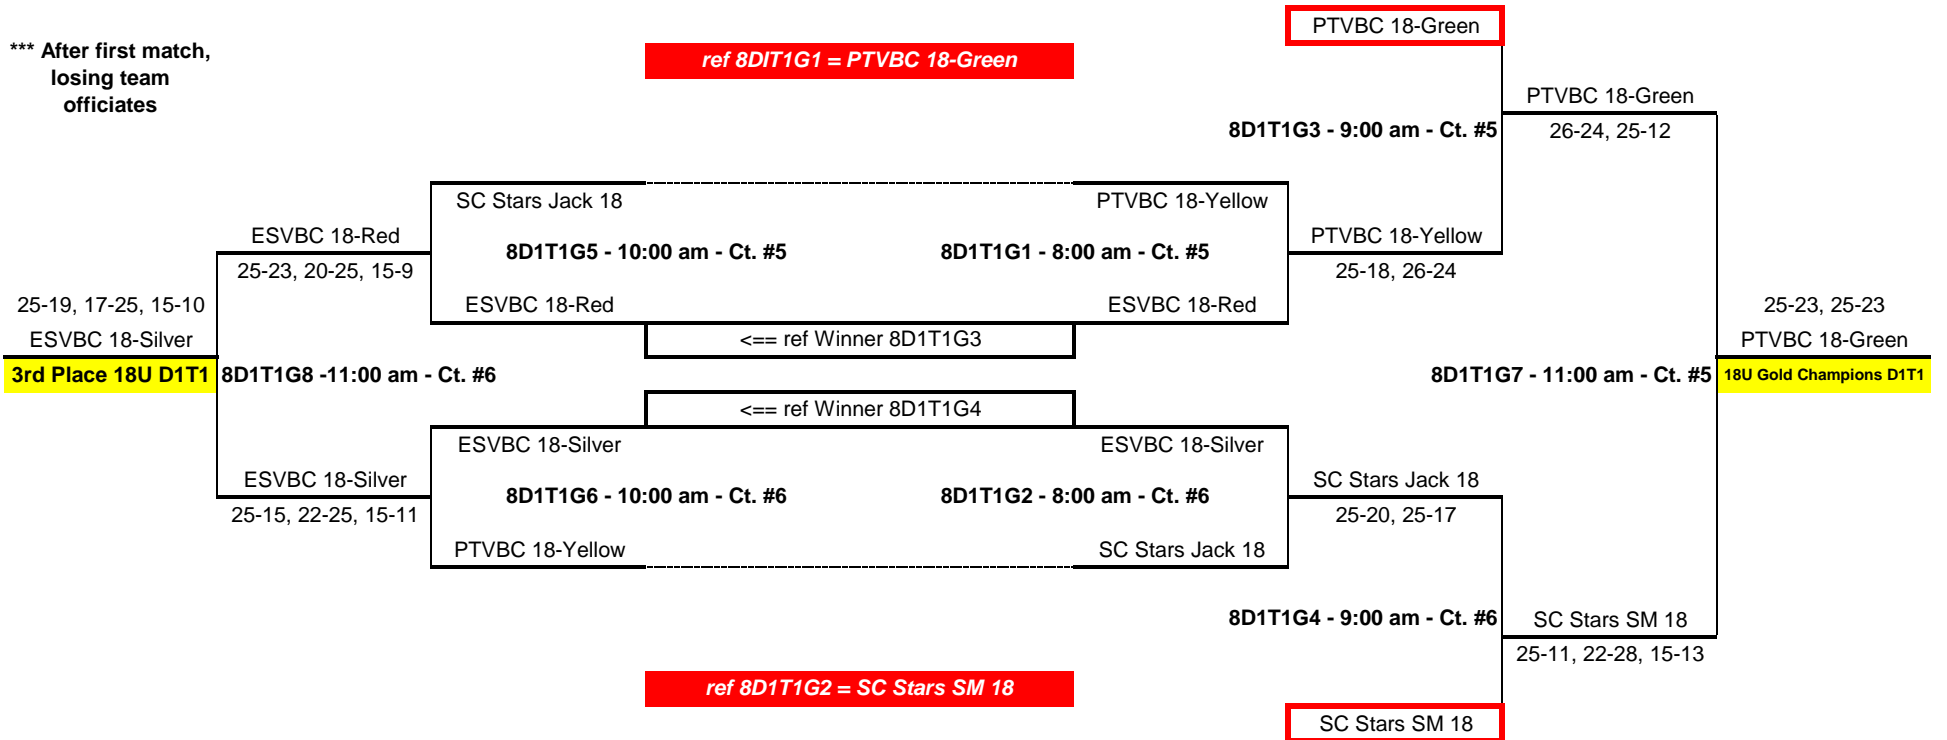 PTVBC 18-Green
*** After first match,
losing team
officiates
ref 8DIT1G1 = PTVBC 18-Green
PTVBC 18-Green
8D1T1G3 - 9:00 am - Ct. #5
26-24, 25-12
SC Stars Jack 18
PTVBC 18-Yellow
ESVBC 18-Red
8D1T1G5 - 10:00 am - Ct. #5
8D1T1G1 - 8:00 am - Ct. #5
PTVBC 18-Yellow
25-23, 20-25, 15-9
25-18, 26-24
25-19, 17-25, 15-10
ESVBC 18-Red
ESVBC 18-Red
25-23, 25-23
ESVBC 18-Silver
<== ref Winner 8D1T1G3
PTVBC 18-Green
3rd Place 18U D1T1
8D1T1G8 -11:00 am - Ct. #6
8D1T1G7 - 11:00 am - Ct. #5
18U Gold Champions D1T1
<== ref Winner 8D1T1G4
ESVBC 18-Silver
ESVBC 18-Silver
ESVBC 18-Silver
8D1T1G6 - 10:00 am - Ct. #6
8D1T1G2 - 8:00 am - Ct. #6
SC Stars Jack 18
25-15, 22-25, 15-11
25-20, 25-17
PTVBC 18-Yellow
SC Stars Jack 18
8D1T1G4 - 9:00 am - Ct. #6
SC Stars SM 18
25-11, 22-28, 15-13
ref 8D1T1G2 = SC Stars SM 18
SC Stars SM 18